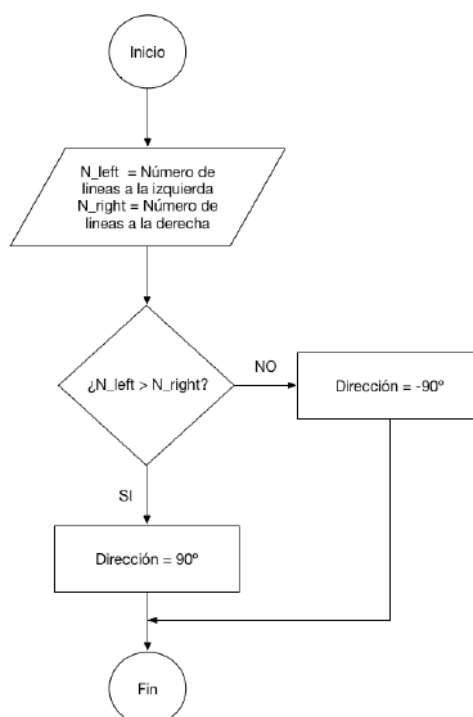 Inicio
N_left = Número de
lineas a la izquierda
N_right = Número de
lineas a la derecha
¿N_left > N_right?
NO
Dirección = -90º
SI
Dirección = 90º
Fin